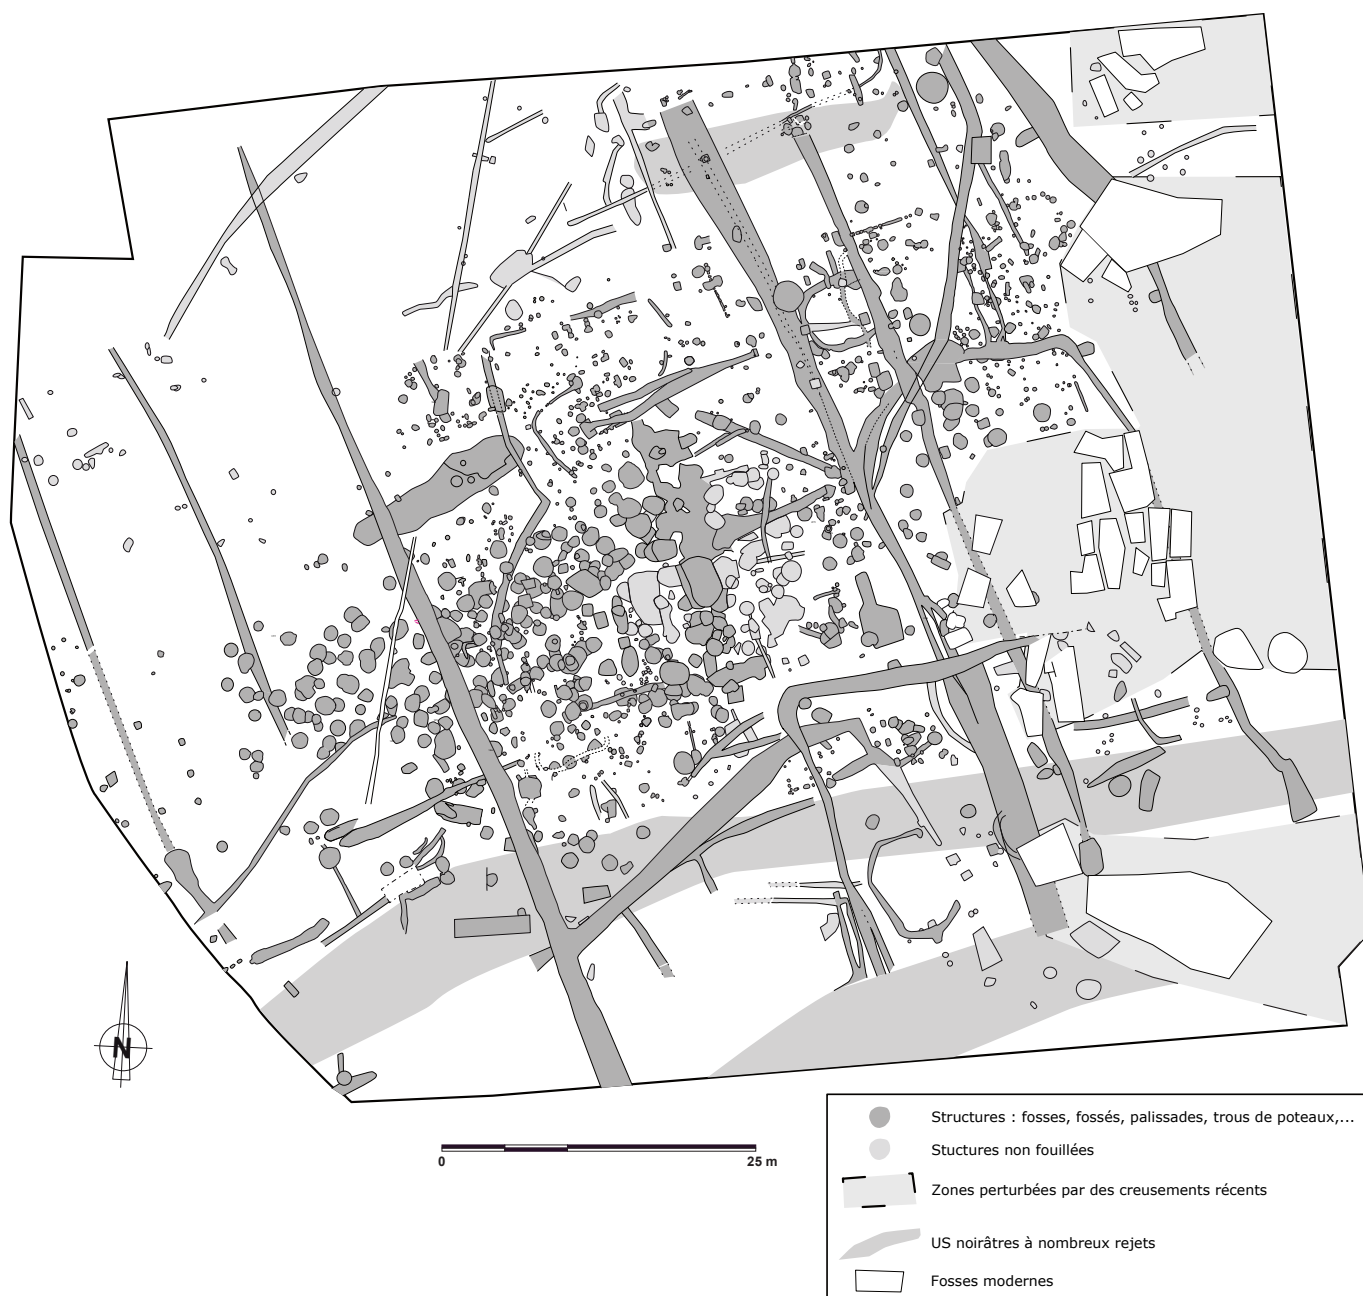 N
0 25 m
Structures : fosses, fossés, palissades, trous de poteaux,...
Stuctures non fouillées
Zones perturbées par des creusements récents
US noirâtres à nombreux rejets
Fosses modernes